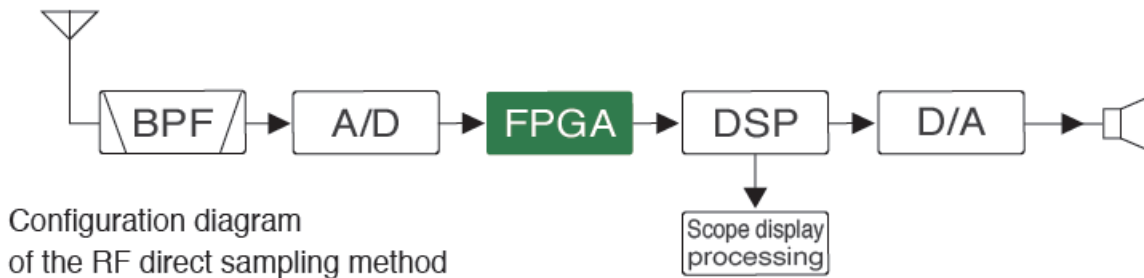 BPF
A/D
FPGA
DSP
D/A
Scope display
processing
Configuration diagram
of the RF direct sampling method